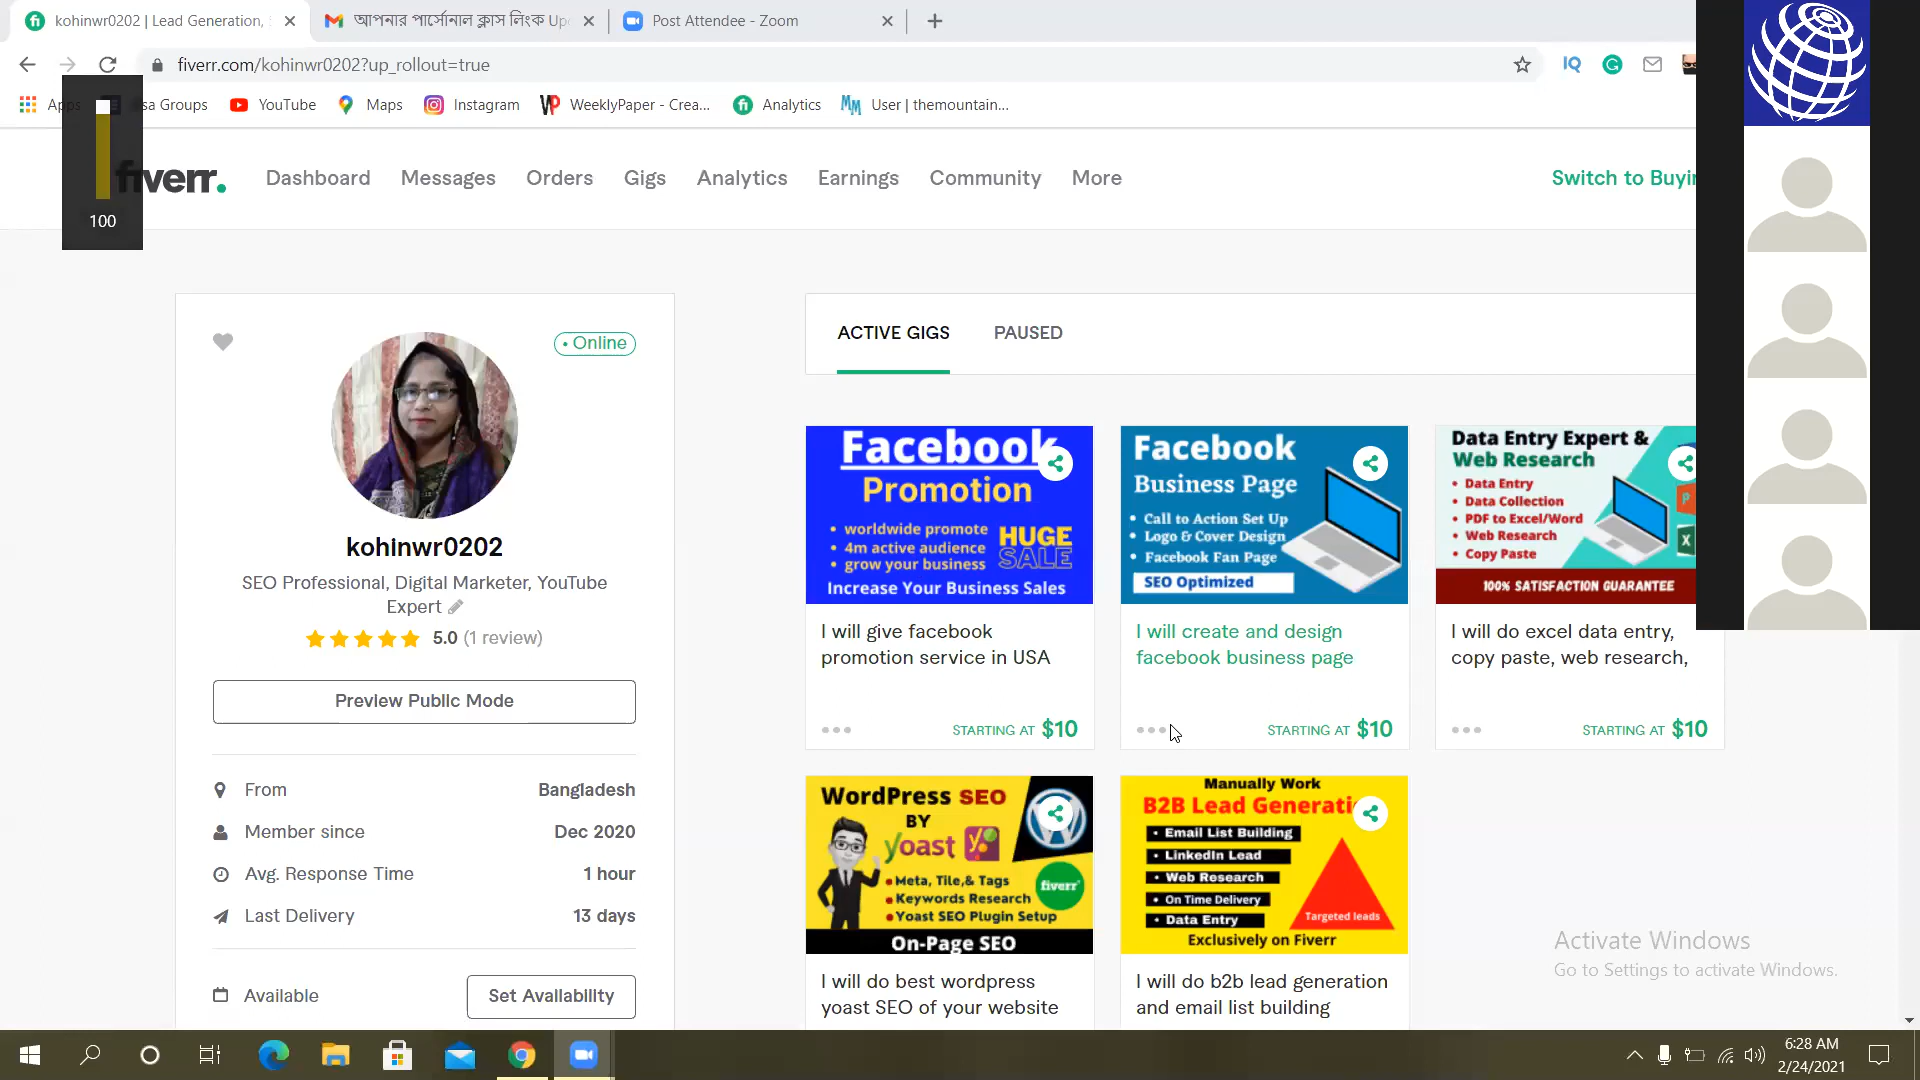 kohinwr0202 | Lead Generation,
আপনার পার্সোনাল ক্লাস লিংক Up
Post Attendee - Zoom
fiverr.com/kohinwr0202?up_rollout=true
Apps
sa Groups
YouTube
Maps
Instagram
WeeklyPaper - Crea...
Analytics
User | themountain...
100
fiverr.
Dashboard
Messages
Orders
Gigs
Analytics
Earnings
Community
More
Switch to Buyin
• Online
kohinwr0202
SEO Professional, Digital Marketer, YouTube
Expert
5.0 (1 review)
Preview Public Mode
From Bangladesh
Member since Dec 2020
Avg. Response Time 1 hour
Last Delivery 13 days
Available
Set Availability
ACTIVE GIGS
PAUSED
Facebook
Promotion
• worldwide promote
• 4m active audience
• grow your business
HUGE
SALE
Increase Your Business Sales
I will give facebook
promotion service in USA
STARTING AT $10
Facebook
Business Page
• Call to Action Set Up
• Logo & Cover Design
• Facebook Fan Page
SEO Optimized
I will create and design
facebook business page
STARTING AT $10
Data Entry Expert &
Web Research
• Data Entry
• Data Collection
• PDF to Excel/Word
• Web Research
• Copy Paste
100% SATISFACTION GUARANTEE
I will do excel data entry,
copy paste, web research,
STARTING AT $10
WordPress SEO
BY
yoast
• Meta, Tile,& Tags
• Keywords Research
• Yoast SEO Plugin Setup
fiverr
On-Page SEO
I will do best wordpress
yoast SEO of your website
Manually Work
B2B Lead Generati
• Email List Building
• LinkedIn Lead
• Web Research
• On Time Delivery
• Data Entry
Targeted leads
Exclusively on Fiverr
I will do b2b lead generation
and email list building
Activate Windows
Go to Settings to activate Windows.
6:28 AM
2/24/2021